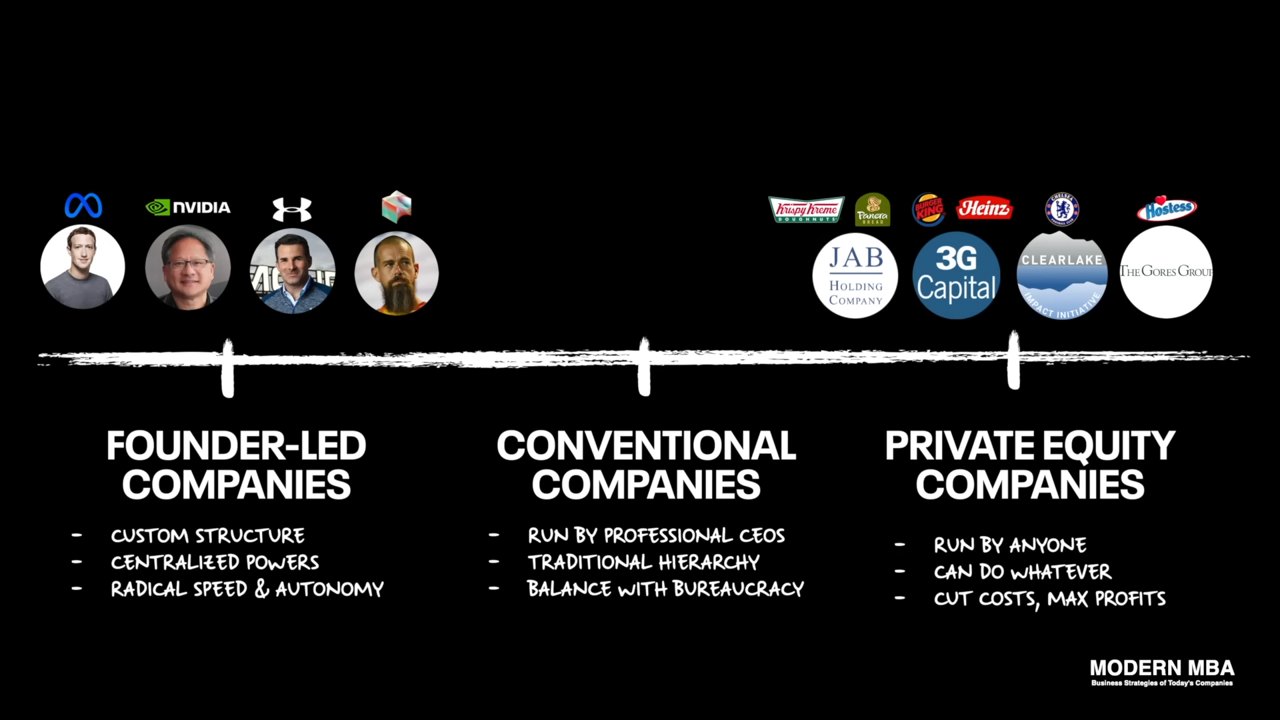 NVIDIA
Krispy Kreme
DOUGHNUTS
Panera
BREAD
BURGER
KING
Heinz
CHELSEA
Hostess
JAB
HOLDING
COMPANY
3G
Capital
CLEARLAKE
IMPACT INITIATIVE
THE GORES GROUP
FOUNDER-LED
COMPANIES
- CUSTOM STRUCTURE
- CENTRALIZED POWERS
- RADICAL SPEED & AUTONOMY
CONVENTIONAL
COMPANIES
- RUN BY PROFESSIONAL CEOS
- TRADITIONAL HIERARCHY
- BALANCE WITH BUREAUCRACY
PRIVATE EQUITY
COMPANIES
- RUN BY ANYONE
- CAN DO WHATEVER
- CUT COSTS, MAX PROFITS
MODERN MBA
Business Strategies of Today's Companies